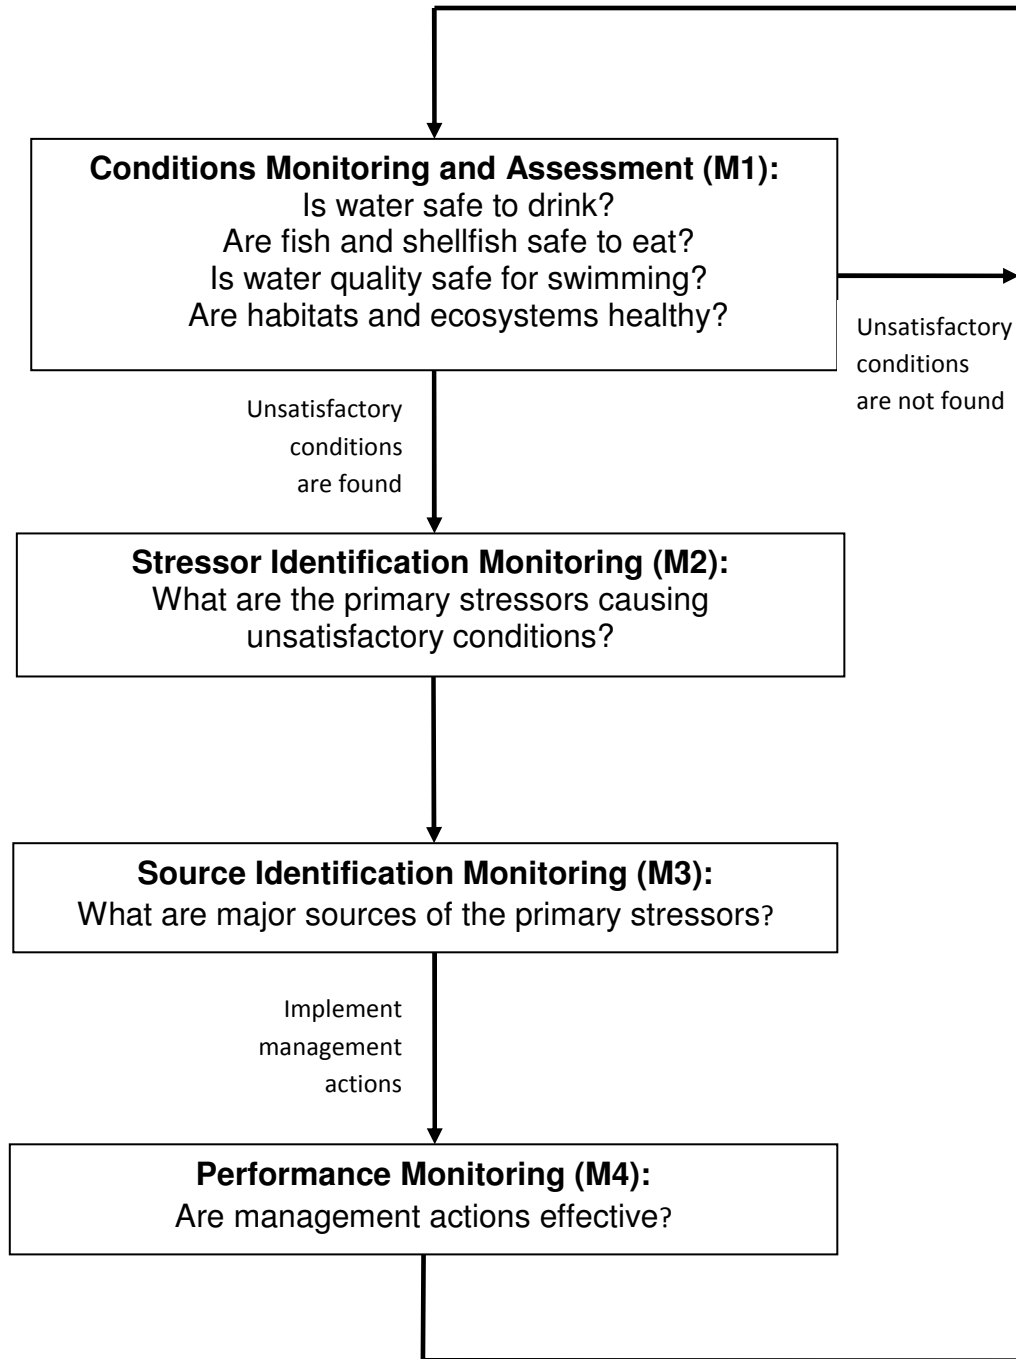 Conditions Monitoring and Assessment (M1):
Is water safe to drink?
Are fish and shellfish safe to eat?
Is water quality safe for swimming?
Are habitats and ecosystems healthy?
Unsatisfactory
conditions
are not found
Unsatisfactory
conditions
are found
Stressor Identification Monitoring (M2):
What are the primary stressors causing
unsatisfactory conditions?
Source Identification Monitoring (M3):
What are major sources of the primary stressors?
Implement
management
actions
Performance Monitoring (M4):
Are management actions effective?